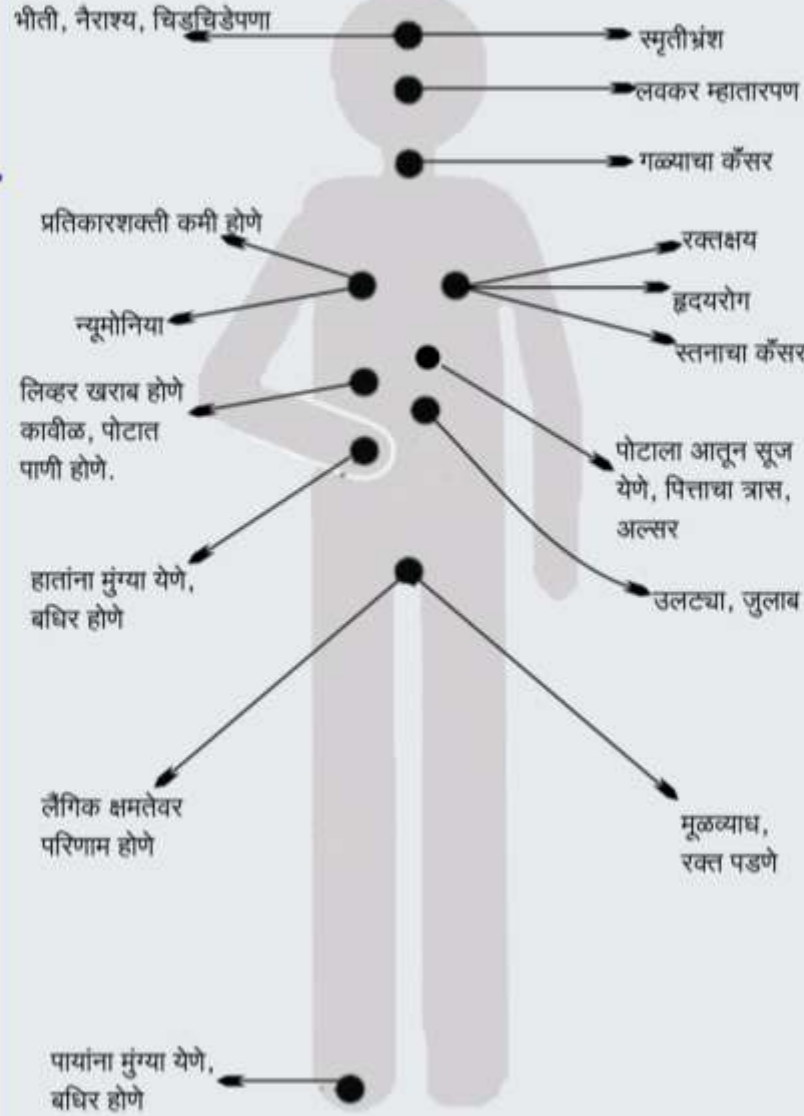 भीती, नैराश्य, चिडचिडेपणा
स्मृतीभ्रंश
लवकर म्हातारपण
गळ्याचा कॅंसर
प्रतिकारशक्ती कमी होणे
रक्तक्षय
न्यूमोनिया
हृदयरोग
स्तनाचा कॅंसर
लिव्हर खराब होणे
कावीळ, पोटात
पाणी होणे.
पोटाला आतून सूज
येणे, पित्ताचा त्रास,
अल्सर
हातांना मुंग्या येणे,
बधिर होणे
उलट्या, जुलाब
लैंगिक क्षमतेवर
परिणाम होणे
मूळव्याध,
रक्त पडणे
पायांना मुंग्या येणे,
बधिर होणे